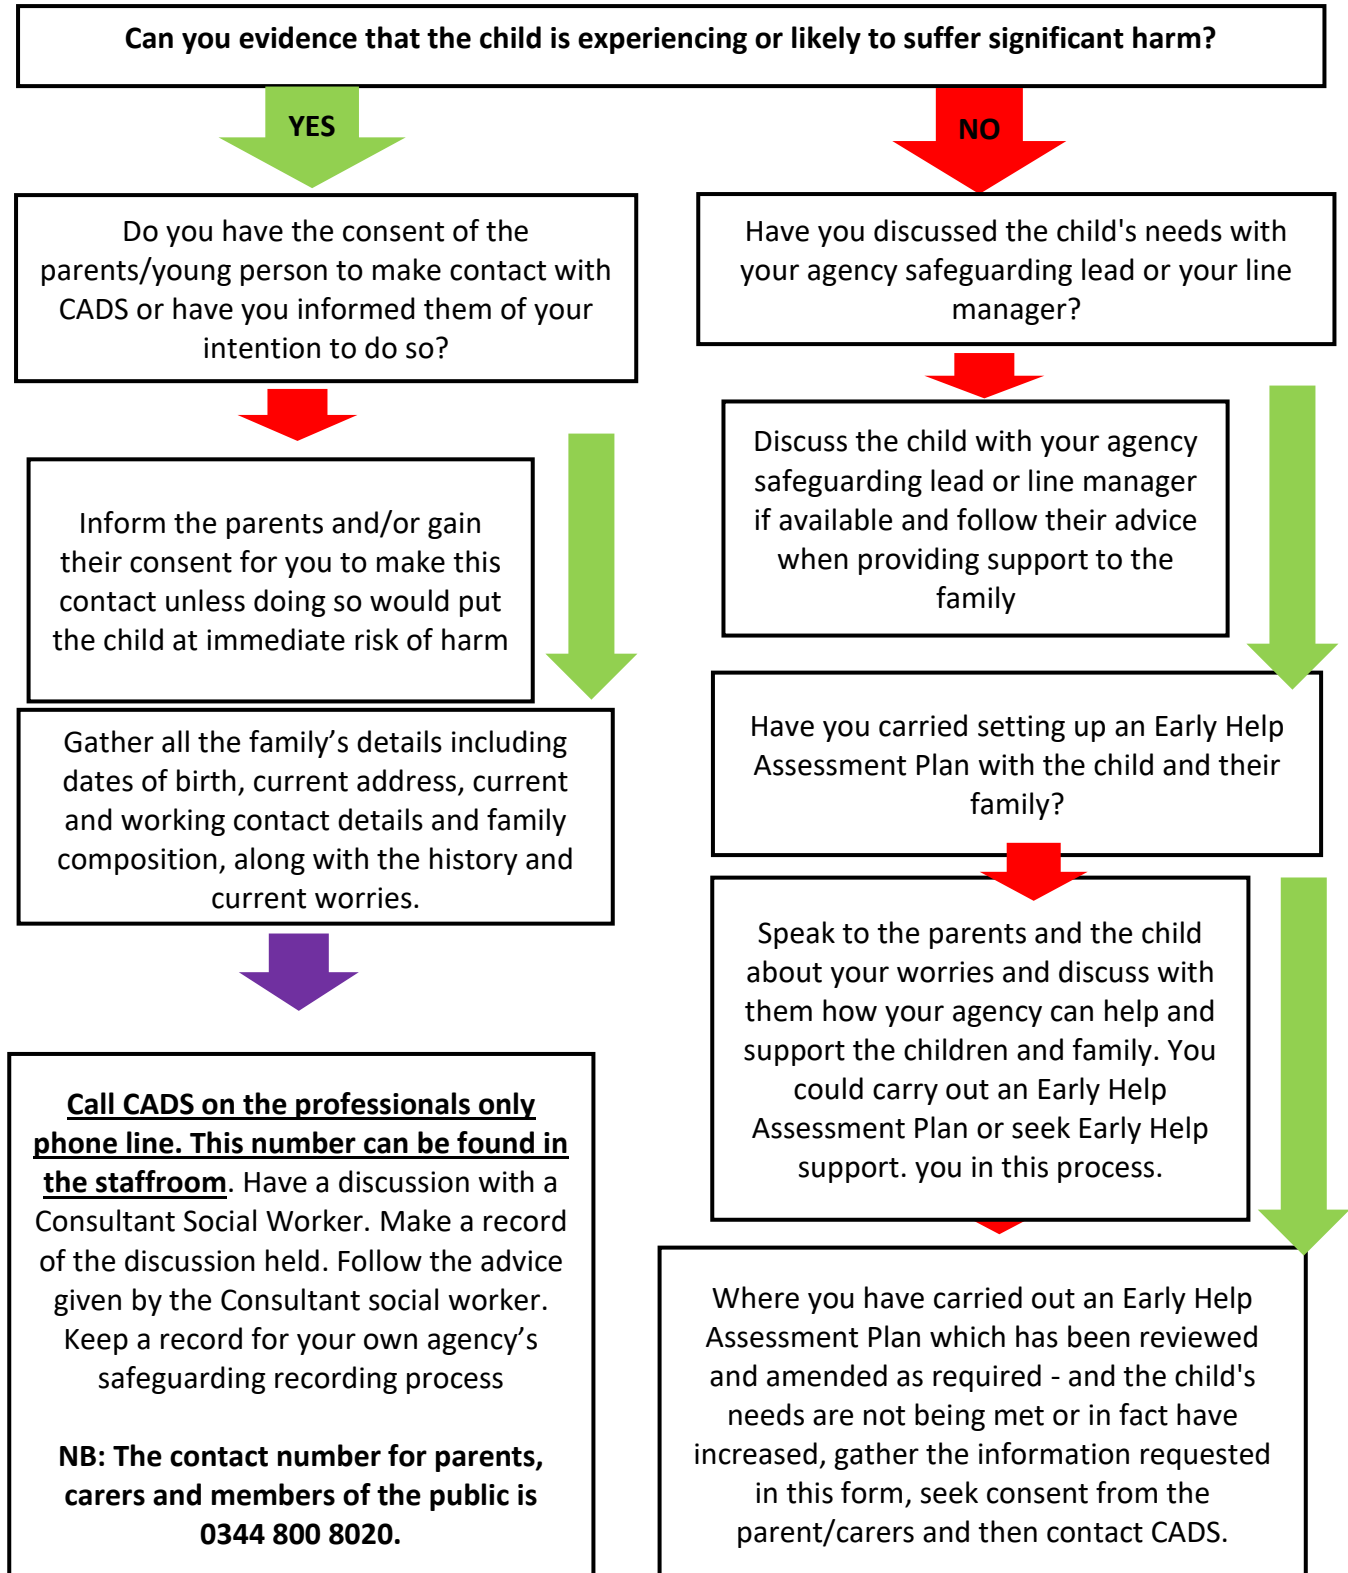 Can you evidence that the child is experiencing or likely to suffer significant harm?
YES
NO
Do you have the consent of the
parents/young person to make contact with
CADS or have you informed them of your
intention to do so?
Have you discussed the child's needs with
your agency safeguarding lead or your line
manager?
Inform the parents and/or gain
their consent for you to make this
contact unless doing so would put
the child at immediate risk of harm
Discuss the child with your agency
safeguarding lead or line manager
if available and follow their advice
when providing support to the
family
Gather all the family’s details including
dates of birth, current address, current
and working contact details and family
composition, along with the history and
current worries.
Have you carried setting up an Early Help
Assessment Plan with the child and their
family?
Speak to the parents and the child
about your worries and discuss with
them how your agency can help and
support the children and family. You
could carry out an Early Help
Assessment Plan or seek Early Help
support. you in this process.
Call CADS on the professionals only
phone line. This number can be found in
the staffroom. Have a discussion with a
Consultant Social Worker. Make a record
of the discussion held. Follow the advice
given by the Consultant social worker.
Keep a record for your own agency’s
safeguarding recording process
NB: The contact number for parents,
carers and members of the public is
0344 800 8020.
Where you have carried out an Early Help
Assessment Plan which has been reviewed
and amended as required - and the child's
needs are not being met or in fact have
increased, gather the information requested
in this form, seek consent from the
parent/carers and then contact CADS.